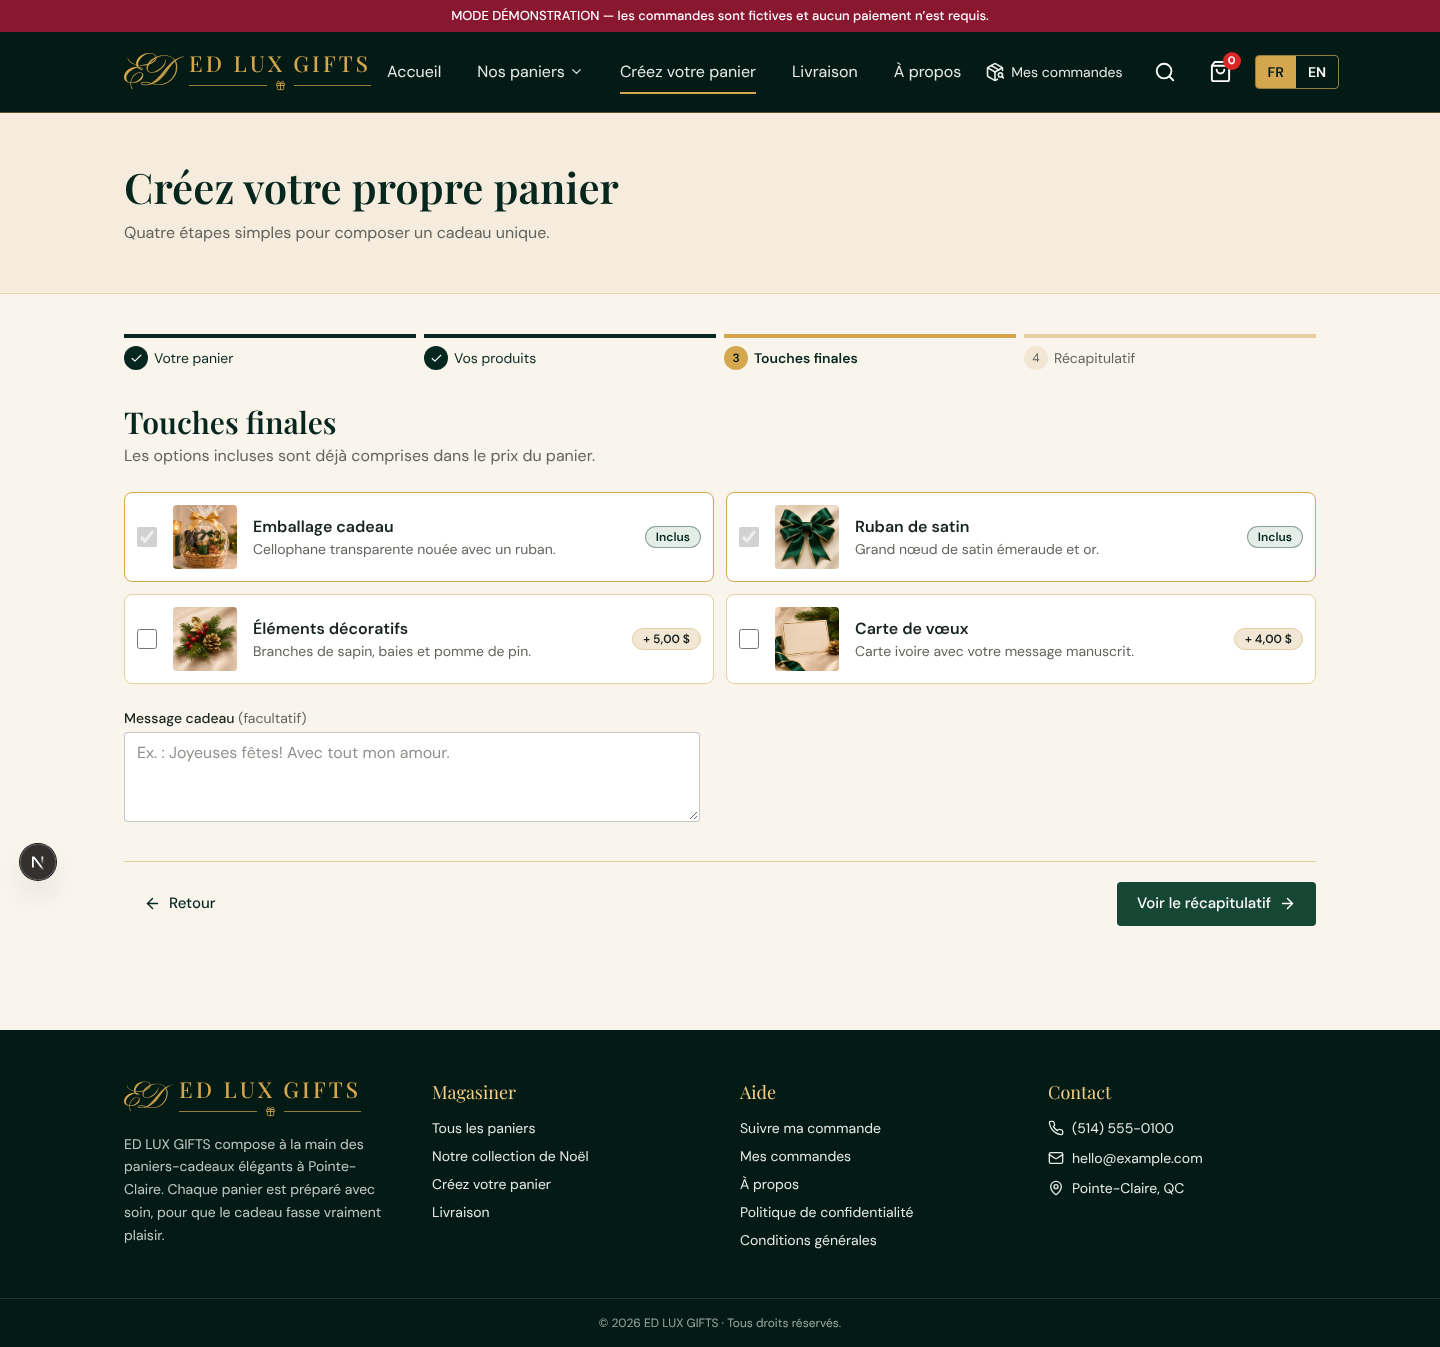 MODE DÉMONSTRATION — les commandes sont fictives et aucun paiement n’est requis.
ED LUX GIFTS
Accueil
Nos paniers
Créez votre panier
Livraison
À propos
Mes commandes
0
FR
EN
Créez votre propre panier
Quatre étapes simples pour composer un cadeau unique.
Votre panier
Vos produits
3 Touches finales
4 Récapitulatif
Touches finales
Les options incluses sont déjà comprises dans le prix du panier.
Emballage cadeau
Cellophane transparente nouée avec un ruban.
Inclus
Ruban de satin
Grand nœud de satin émeraude et or.
Inclus
Éléments décoratifs
Branches de sapin, baies et pomme de pin.
+ 5,00 $
Carte de vœux
Carte ivoire avec votre message manuscrit.
+ 4,00 $
Message cadeau (facultatif)
Ex. : Joyeuses fêtes! Avec tout mon amour.
N
Retour
Voir le récapitulatif
ED LUX GIFTS
ED LUX GIFTS compose à la main des
paniers-cadeaux élégants à Pointe-
Claire. Chaque panier est préparé avec
soin, pour que le cadeau fasse vraiment
plaisir.
Magasiner
Tous les paniers
Notre collection de Noël
Créez votre panier
Livraison
Aide
Suivre ma commande
Mes commandes
À propos
Politique de confidentialité
Conditions générales
Contact
(514) 555-0100
hello@example.com
Pointe-Claire, QC
© 2026 ED LUX GIFTS · Tous droits réservés.